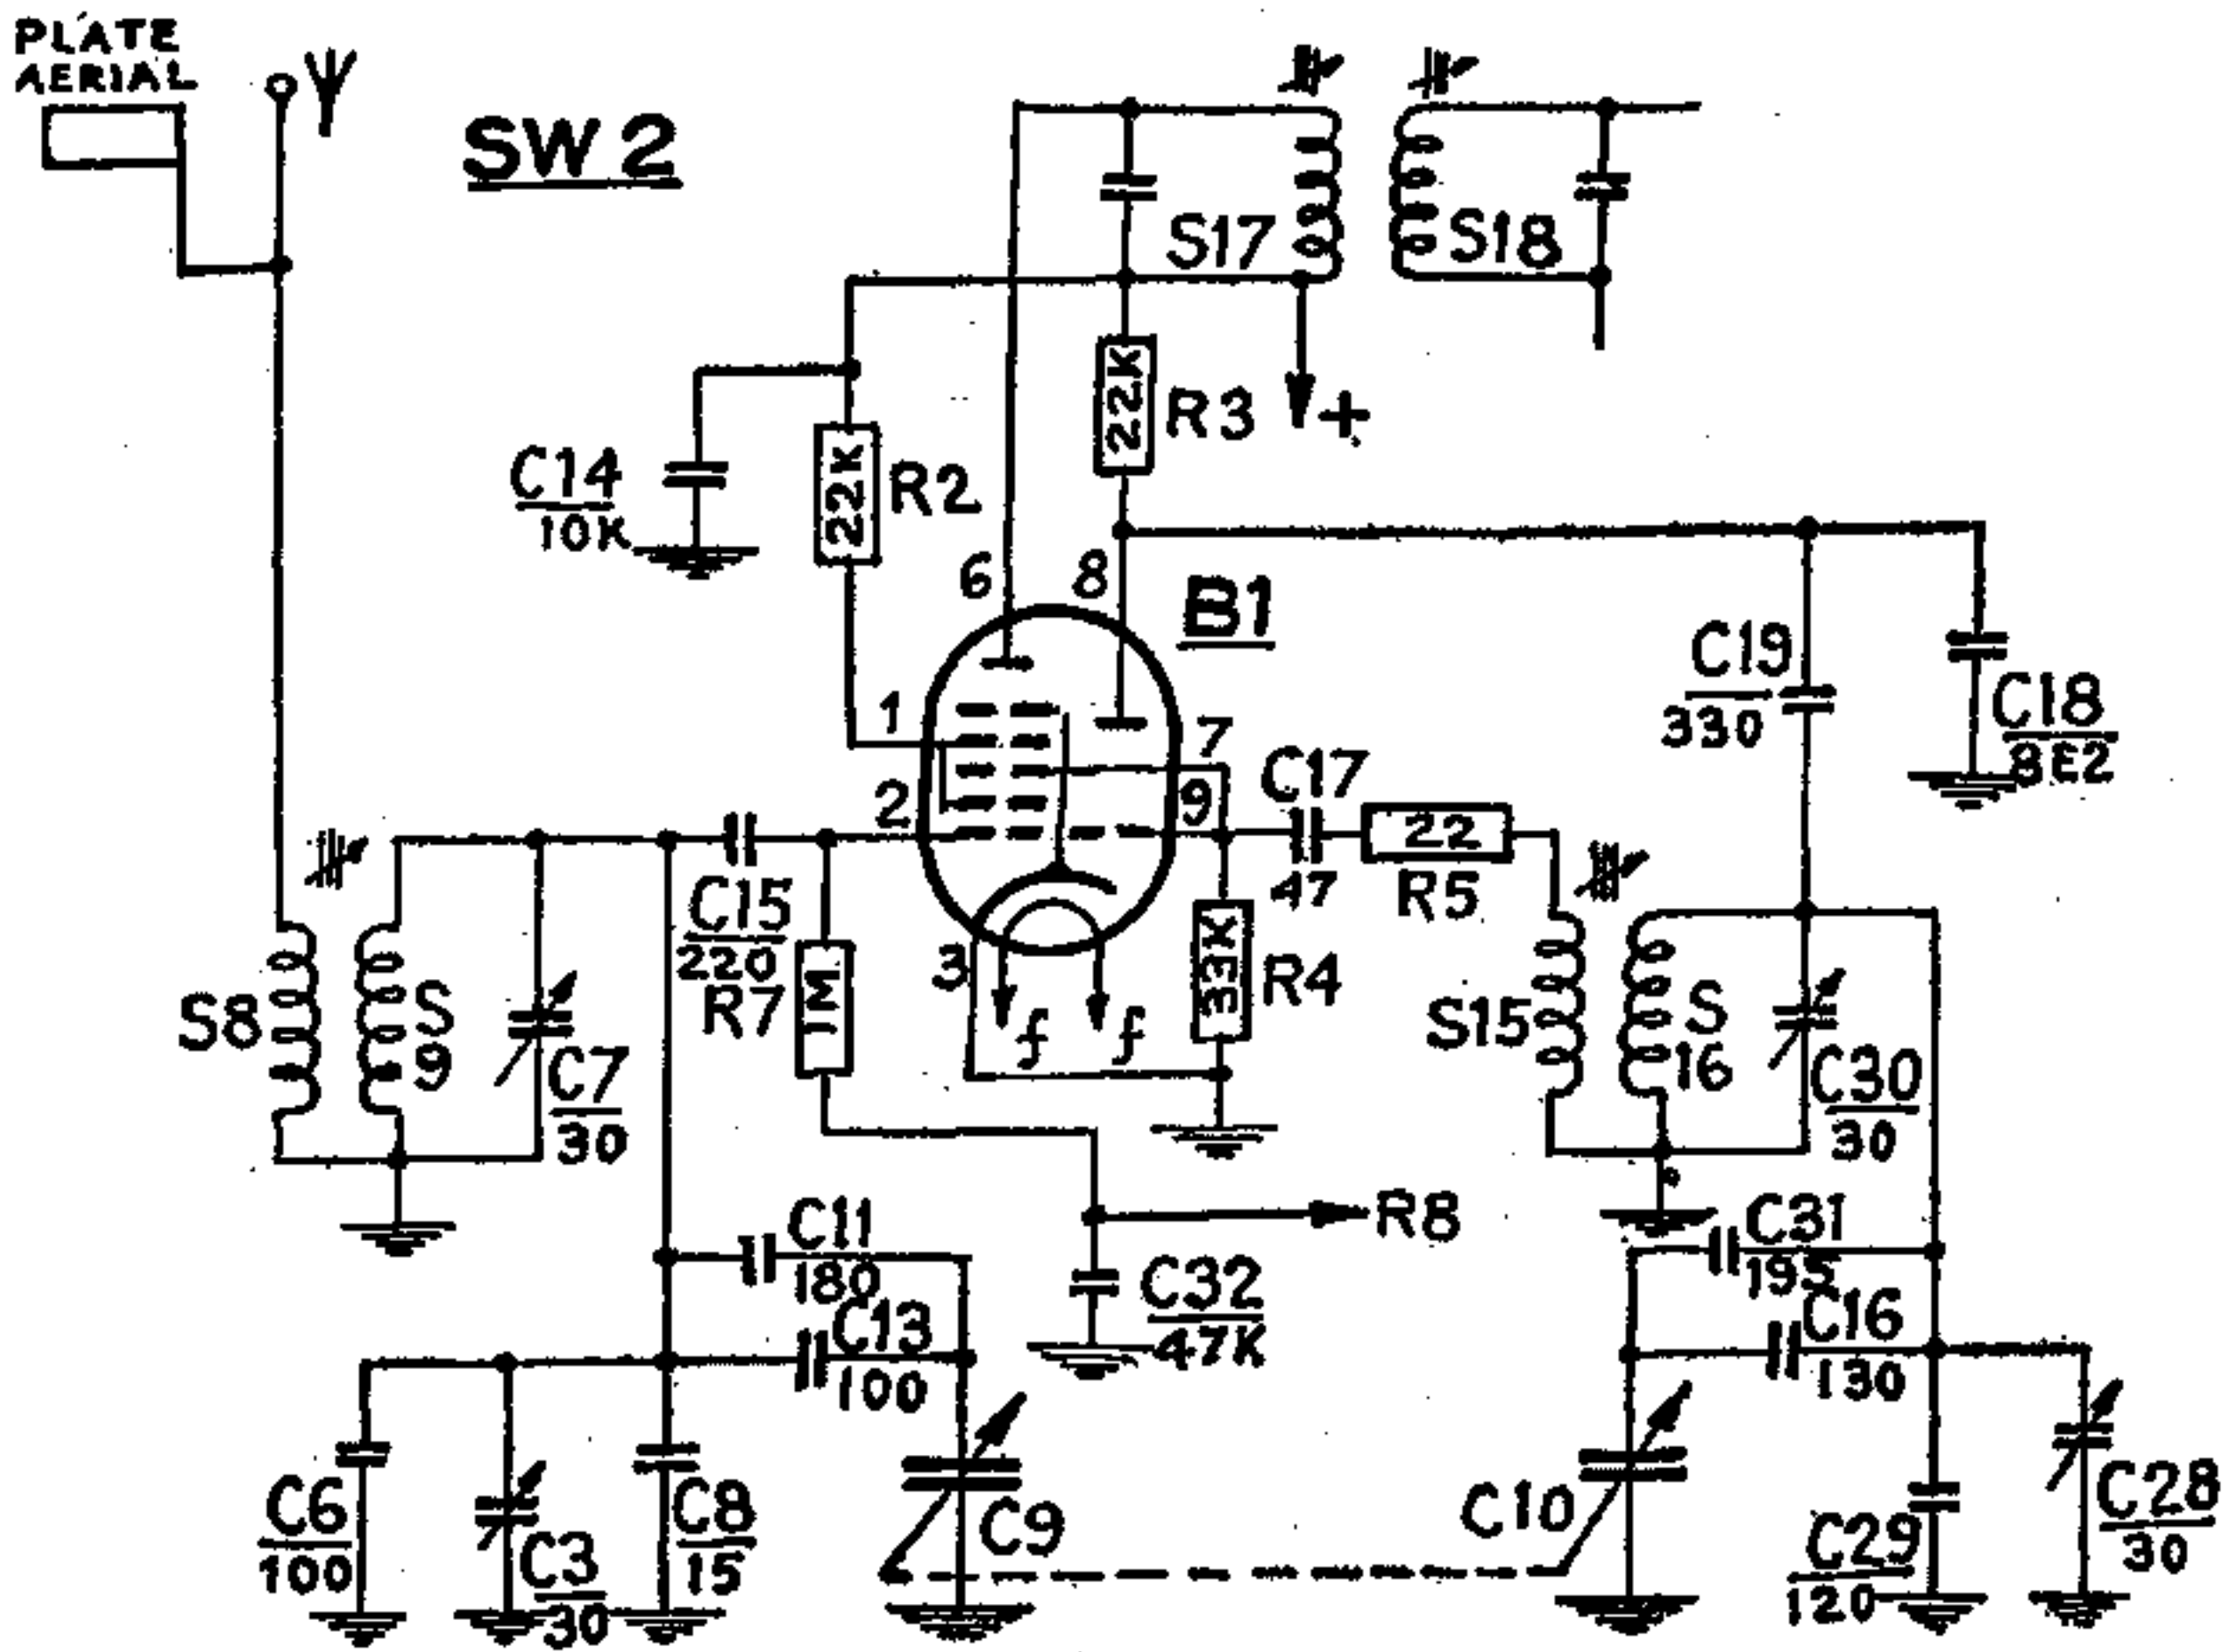 PLATE
AERIAL
SW 2
S17
S18
22K
R3
+
C14
10K
22K
R2
6
8
B1
C19
330
C18
8E2
1
7
2
9
C17
47
22
R5
C15
220
R7
1M
3
f
f
33K
R4
S8
S
9
C7
30
S15
S
16
C30
30
R8
C11
180
C13
100
C32
47K
C31
195
C16
130
C6
100
C3
30
C8
15
C9
C10
C29
120
C28
30